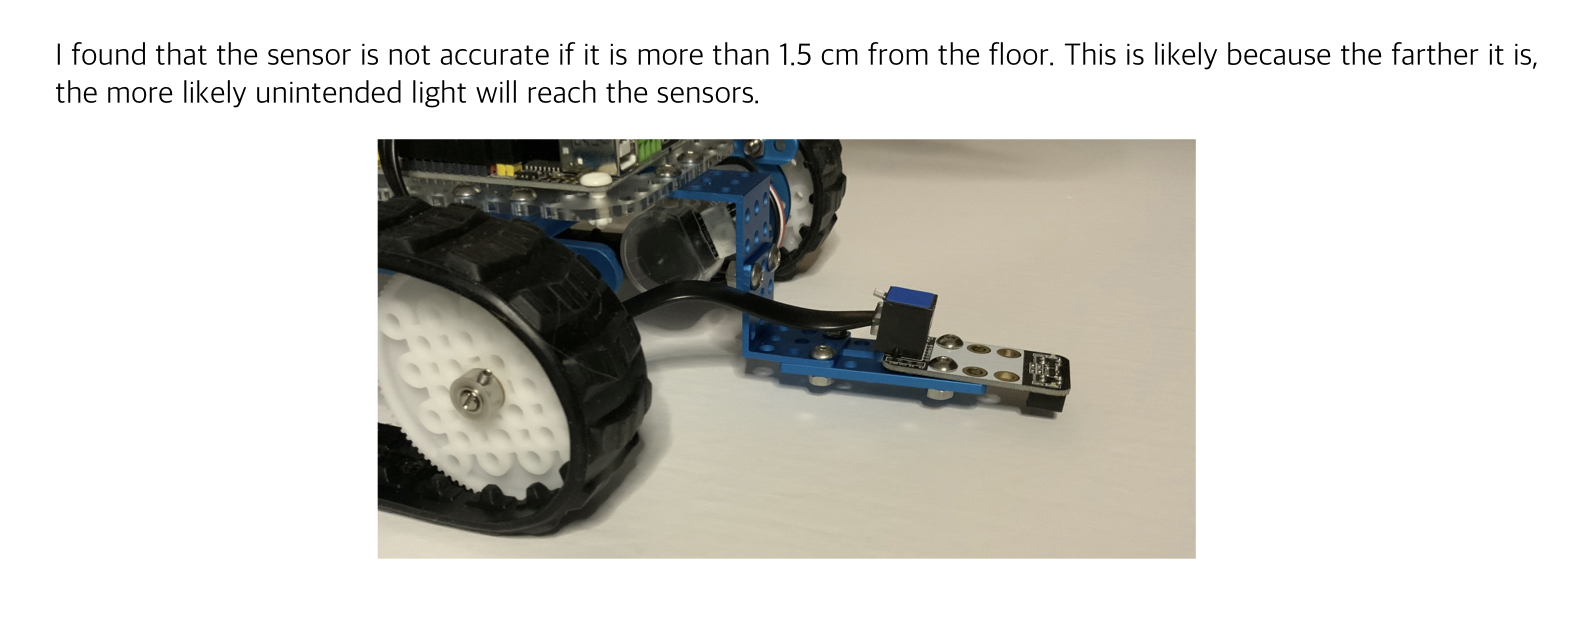 I found that the sensor is not accurate if it is more than 1.5 cm from the floor. This is likely because the farther it is,
the more likely unintended light will reach the sensors.